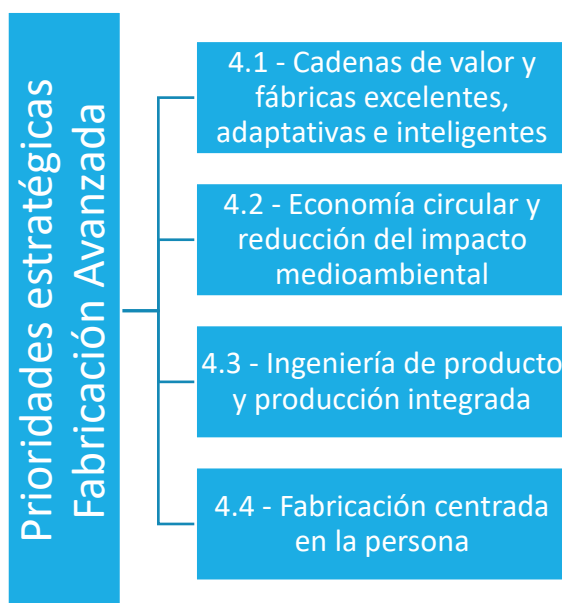 Prioridades estratégicas
Fabricación Avanzada
4.1 - Cadenas de valor y
fábricas excelentes,
adaptativas e inteligentes
4.2 - Economía circular y
reducción del impacto
medioambiental
4.3 - Ingeniería de producto
y producción integrada
4.4 - Fabricación centrada
en la persona